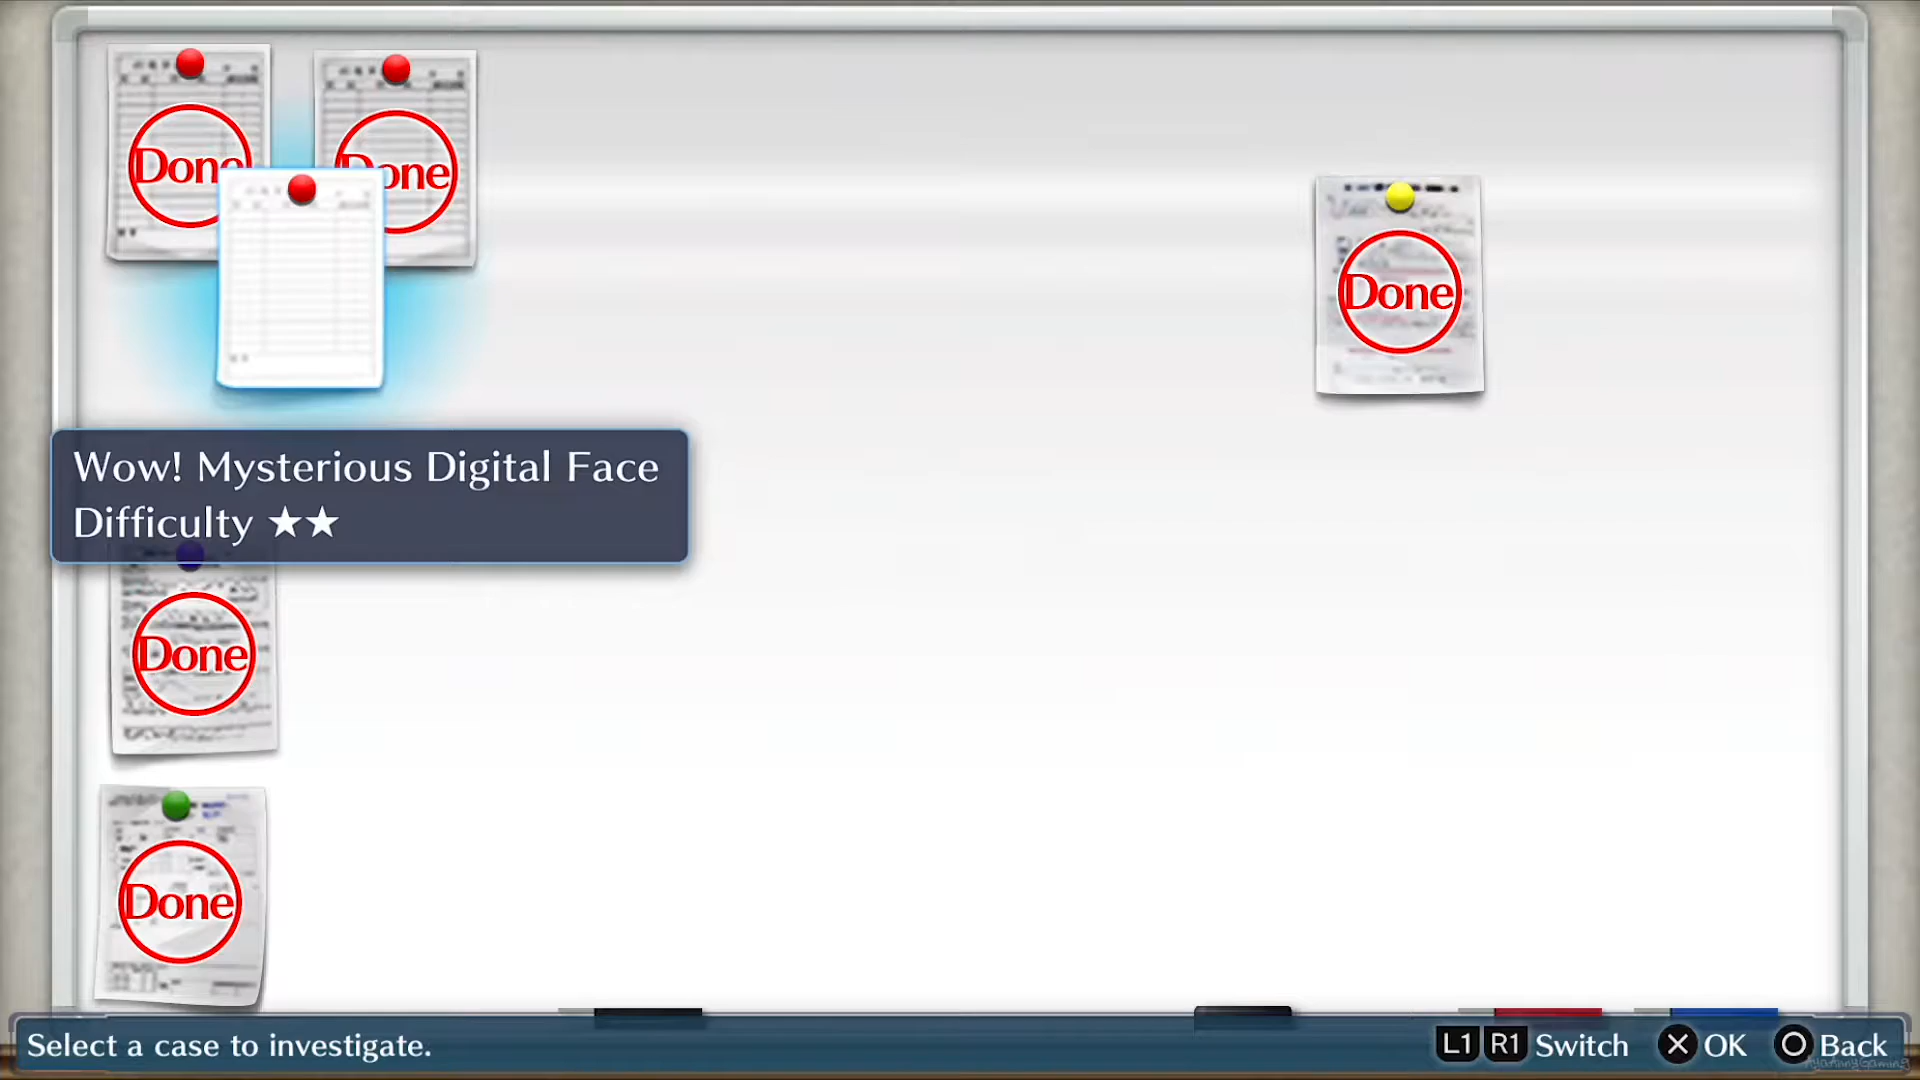 Done
Done
Done
Wow! Mysterious Digital Face
Difficulty ★★
Done
Done
Select a case to investigate.
L1 R1 Switch X OK O Back
AyaAnnyGaming